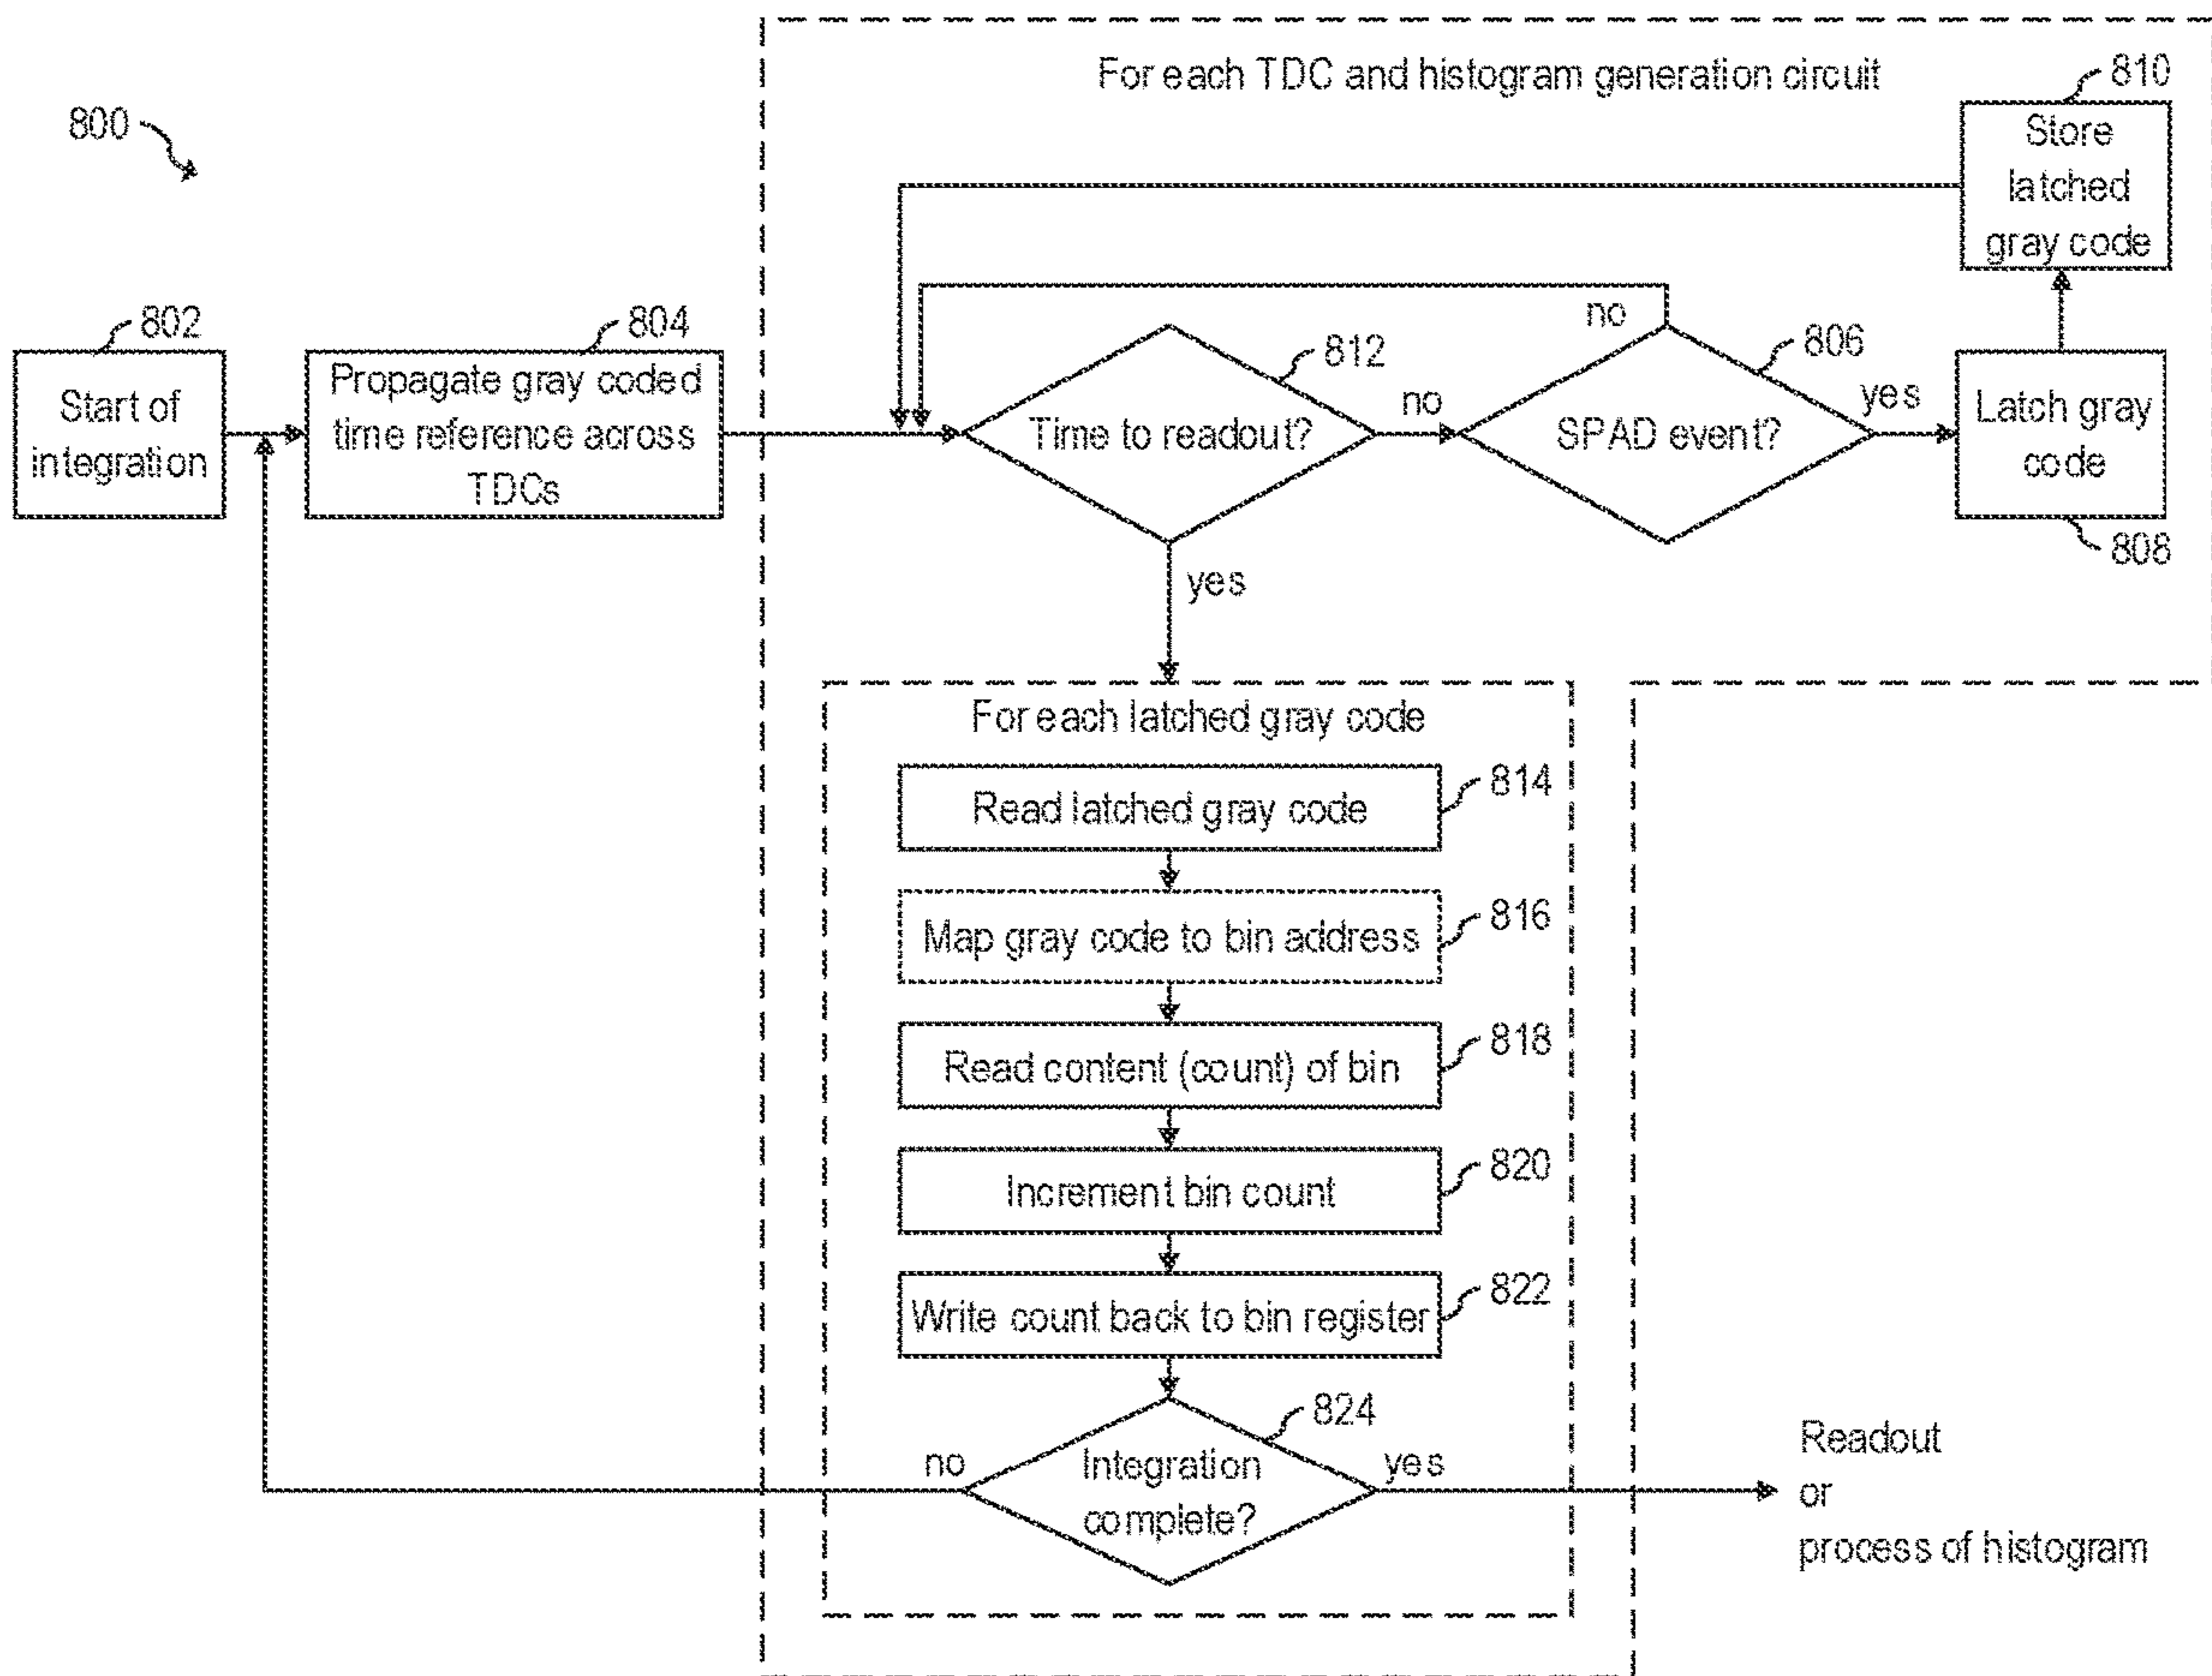 For each TDC and histogram generation circuit
810
800
Store
latched
gray code
802
804
no
812
806
Start of
integration
Propagate gray coded
time reference across
TDCs
Time to readout?
no
SPAD event?
yes
Latch gray
code
808
yes
For each latched gray code
814
Read latched gray code
816
Map gray code to bin address
818
Read content (count) of bin
820
Increment bin count
822
Write count back to bin register
824
no
Integration
complete?
yes
Readout
or
process of histogram